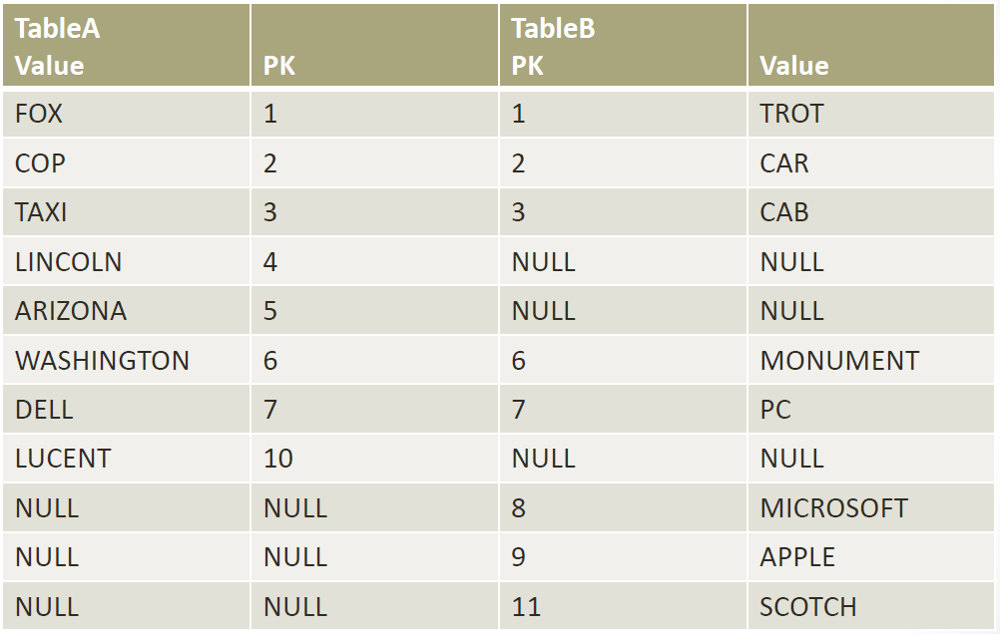 TableA TableB
Value PK PK Value
FOX 1 1 TROT
COP 2 2 CAR
TAXI 3 3 CAB
LINCOLN 4 NULL NULL
ARIZONA 5 NULL NULL
WASHINGTON 6 6 MONUMENT
DELL 7 7 PC
LUCENT 10 NULL NULL
NULL NULL 8 MICROSOFT
NULL NULL 9 APPLE
NULL NULL 11 SCOTCH